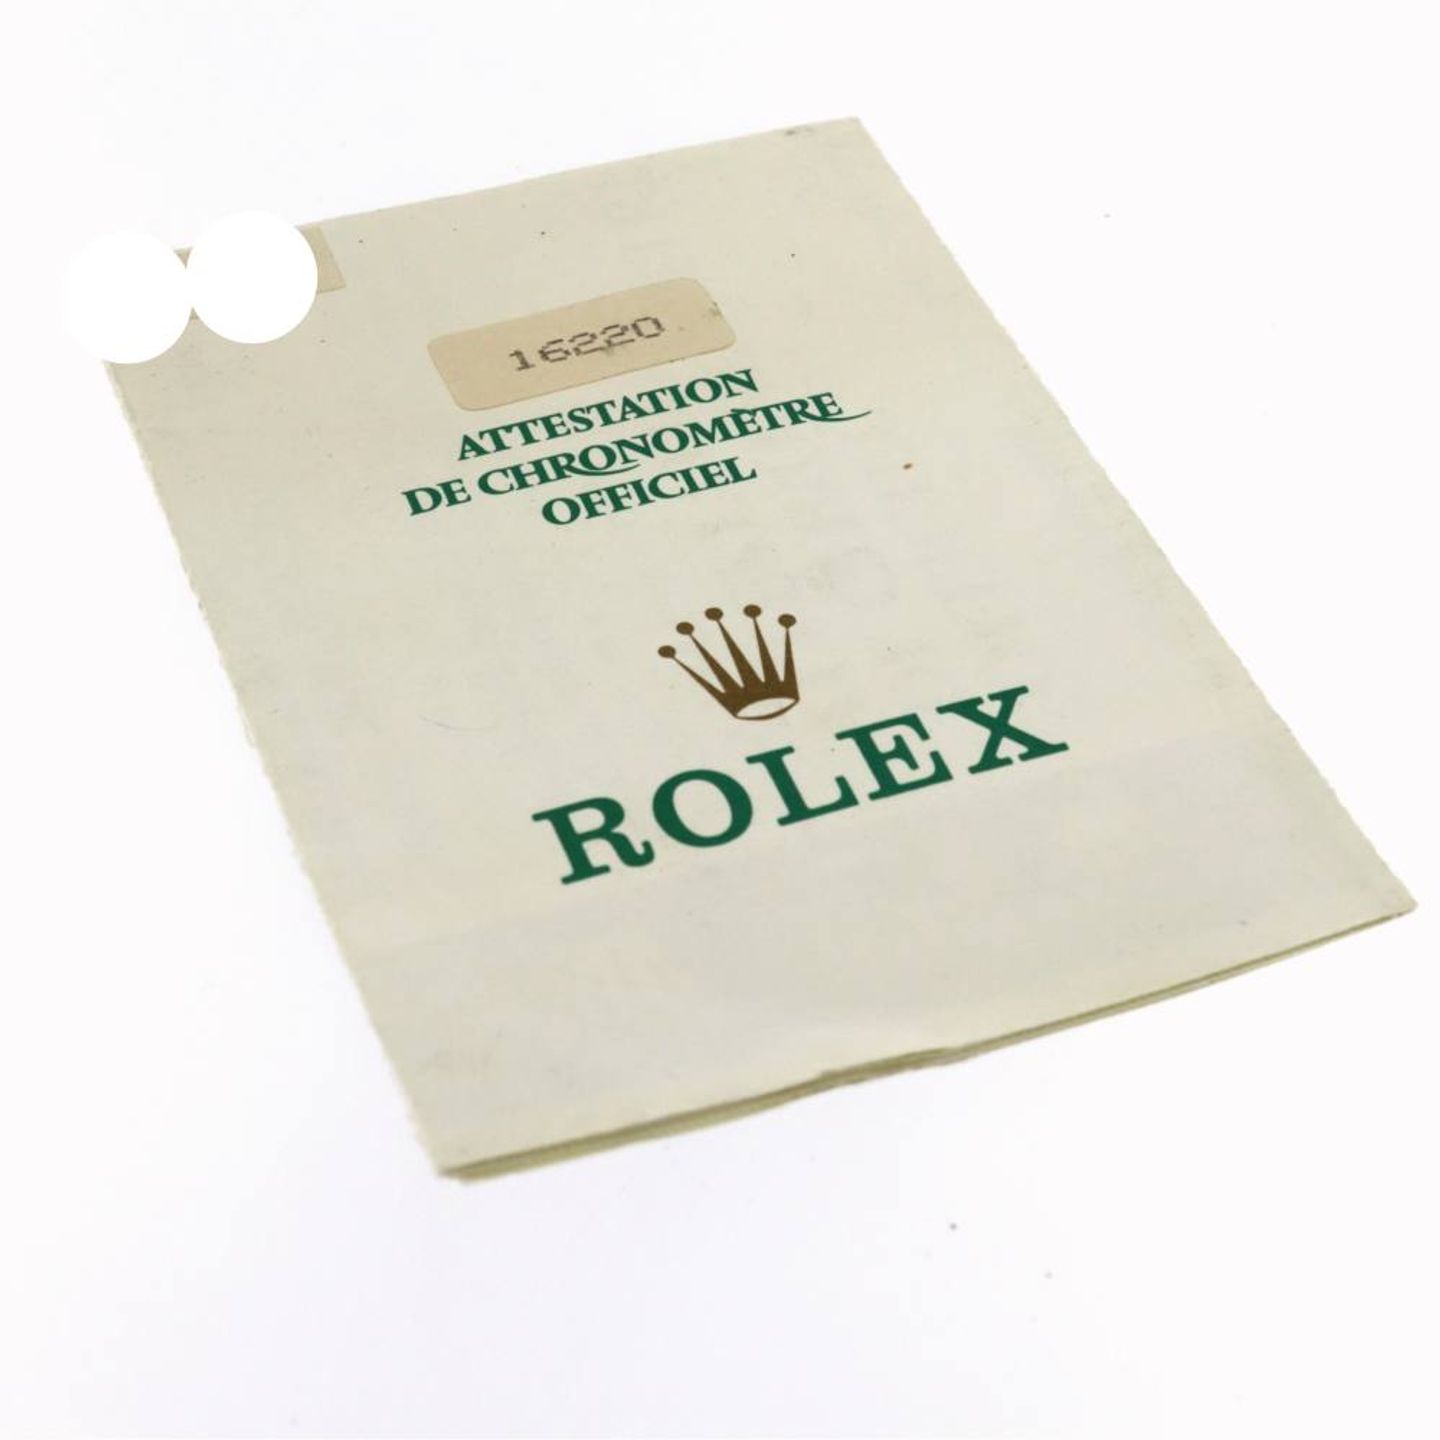 16220
ATTESTATION
DE CHRONOMÈTRE
OFFICIEL
ROLEX